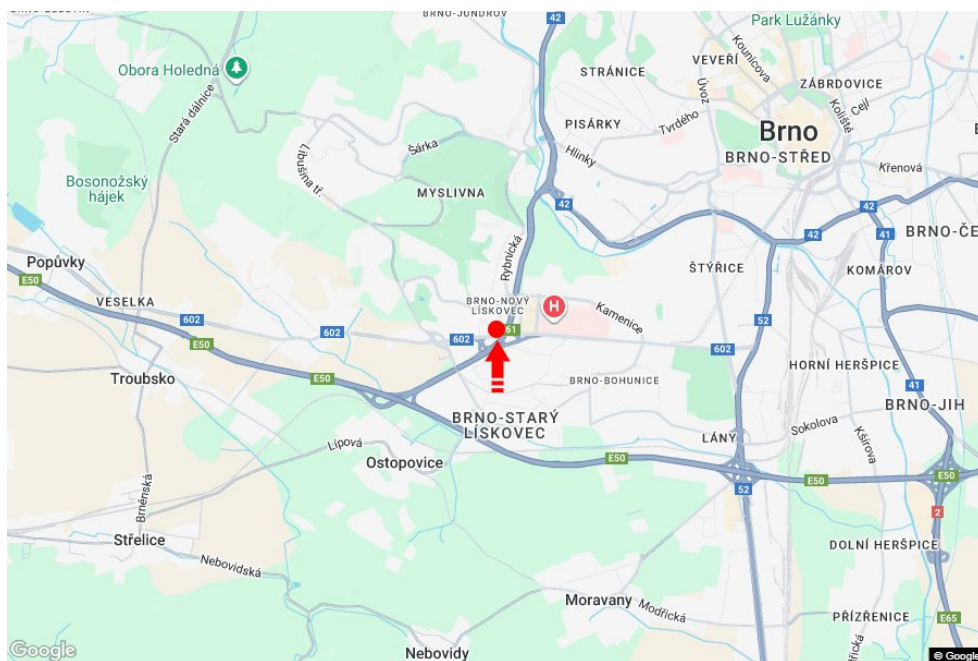 BRNO-JUNDROV
Park Lužánky
Kounicova
VEVEŘÍ
Obora Holedná
STRÁNICE
Úvoz
ZÁBRDOVICE
Stará dálnice
Koliště
Cejl
Tvrdého
PISÁRKY
Brno
BRNO-STŘED
Hlinky
Šárka
Libušina tř.
Křenová
Bosonožský
hájek
MYSLIVNA
42
42
42
42
41
BRNO-ČE
Rybnická
Popůvky
ŠTÝŘICE
KOMÁROV
E50
VESELKA
BRNO-NOVÝ
LÍSKOVEC
H
Kamenice
52
602
602
602
61
602
E50
HORNÍ HERŠPICE
Troubsko
E50
BRNO-BOHUNICE
41
BRNO-JIH
BRNO-STARÝ
LÍSKOVEC
Sokolova
Lípová
LÁNY
Kšírova
Ostopovice
E50
E50
E50
52
Brněnská
2
Střelice
DOLNÍ HERŠPICE
Nebovidská
Moravany
Modřická
PŘÍZŘENICE
E65
Nebovidy
Google
© Google